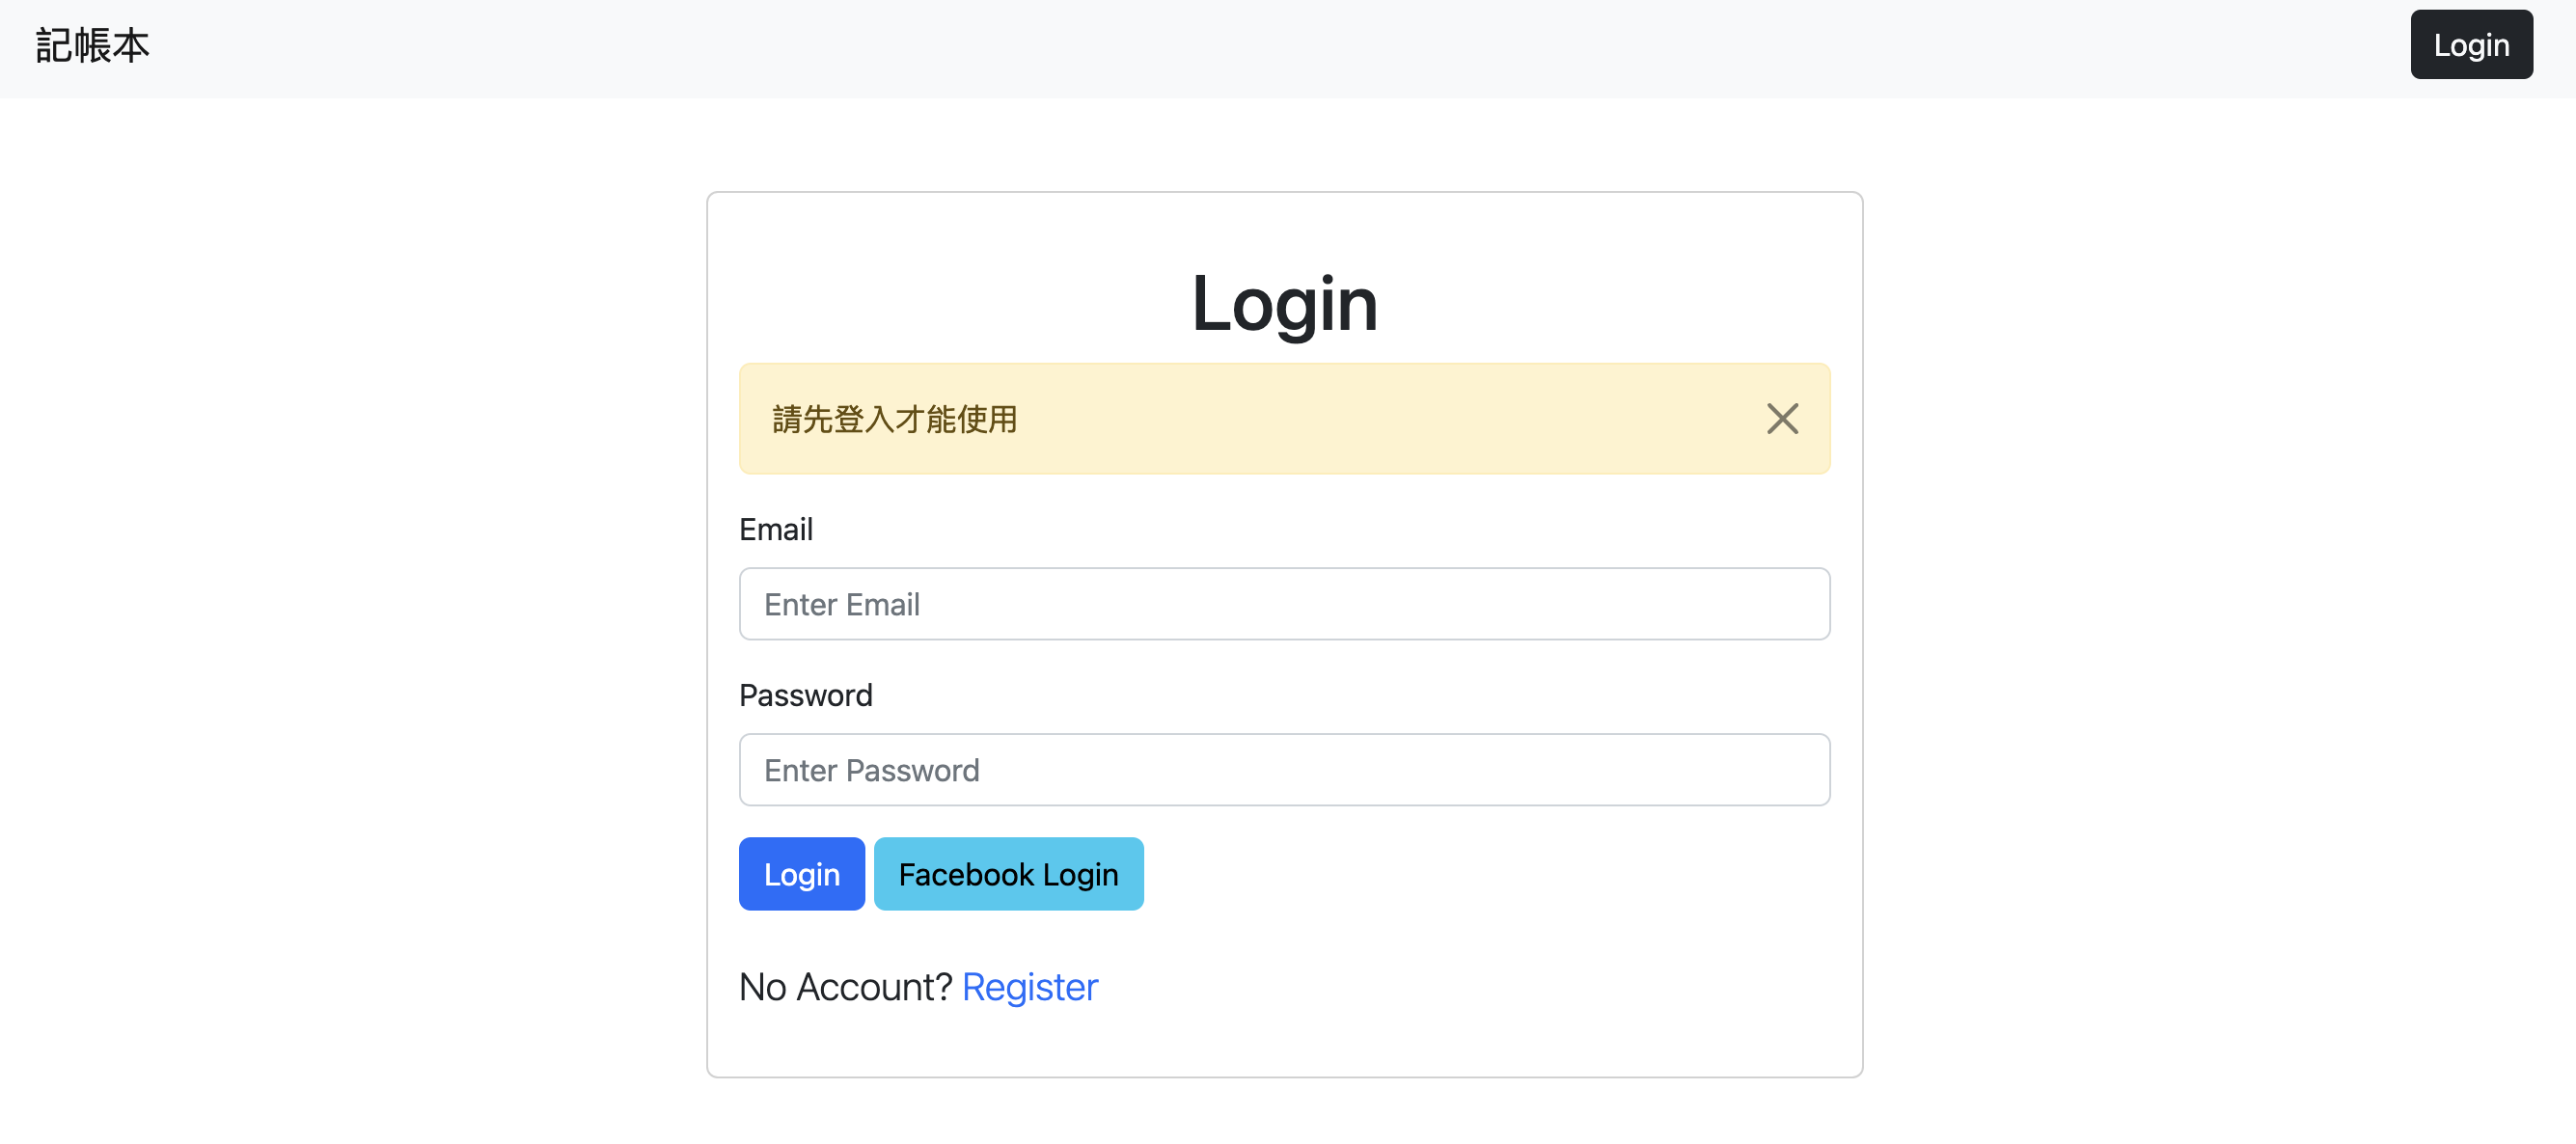 記帳本
Login
Login
請先登入才能使用
Email
Enter Email
Password
Enter Password
Login Facebook Login
No Account? Register